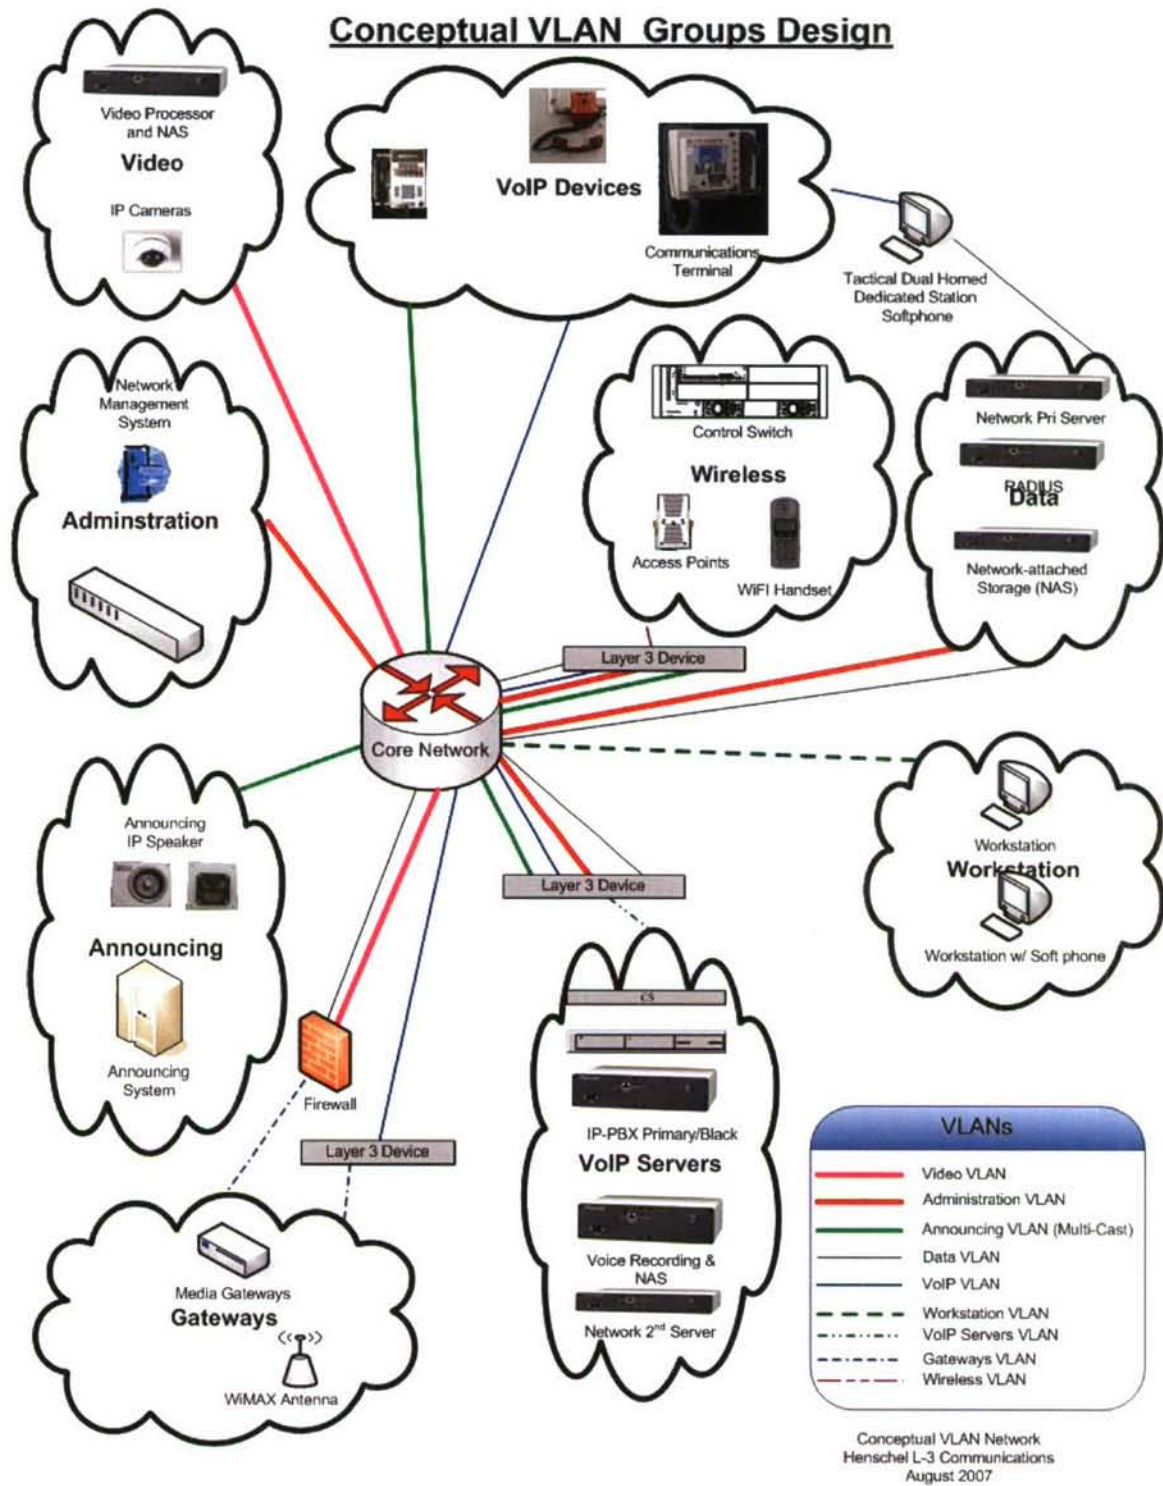 Conceptual VLAN Groups Design
Video Processor
and NAS
Video
IP Cameras
VoIP Devices
Communications
Terminal
Tactical Dual Homed
Dedicated Station
Softphone
Network
Management
System
Adminstration
Control Switch
Wireless
Access Points
WiFI Handset
Network Pri Server
RADIUS
Data
Network-attached
Storage (NAS)
Layer 3 Device
Core Network
Announcing
IP Speaker
Announcing
Announcing
System
Layer 3 Device
Workstation
Workstation
Workstation w/ Soft phone
Firewall
Layer 3 Device
Media Gateways
Gateways
WiMAX Antenna
CS
IP-PBX Primary/Black
VoIP Servers
Voice Recording &
NAS
Network 2nd Server
VLANs
Video VLAN
Administration VLAN
Announcing VLAN (Multi-Cast)
Data VLAN
VoIP VLAN
Workstation VLAN
VoIP Servers VLAN
Gateways VLAN
Wireless VLAN
Conceptual VLAN Network
Henschel L-3 Communications
August 2007